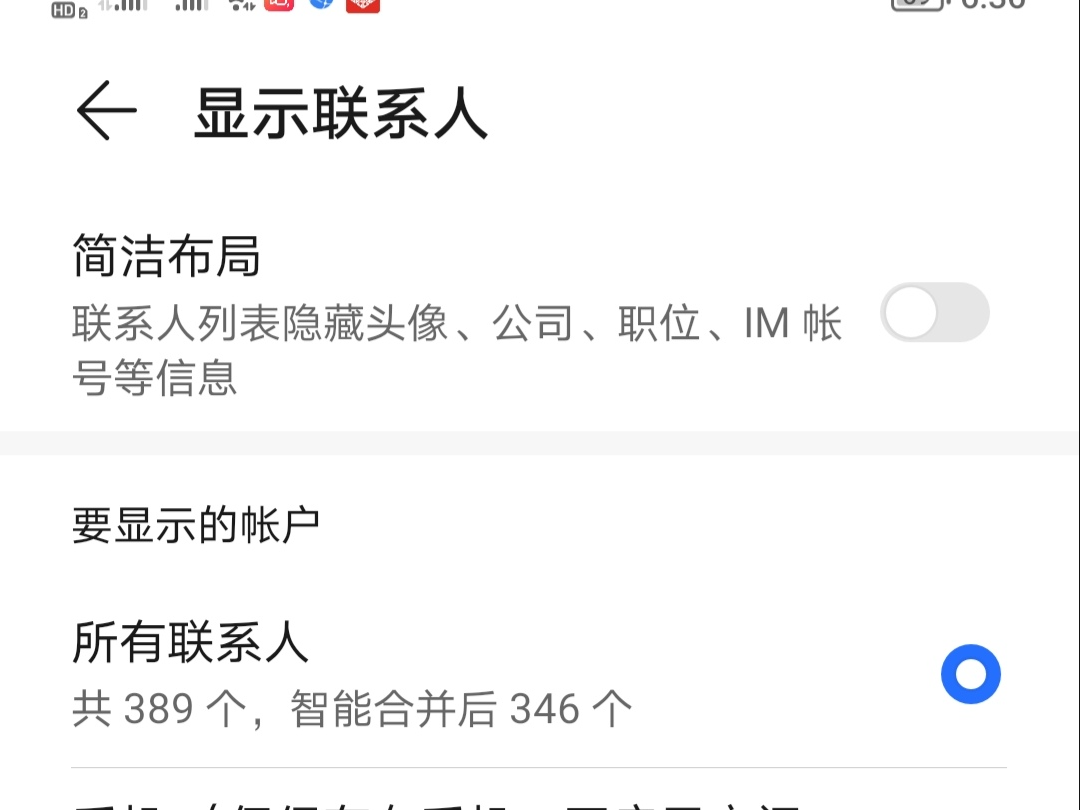 HD 2
显示联系人
简洁布局
联系人列表隐藏头像、公司、职位、IM 帐
号等信息
要显示的帐户
所有联系人
共 389 个，智能合并后 346 个